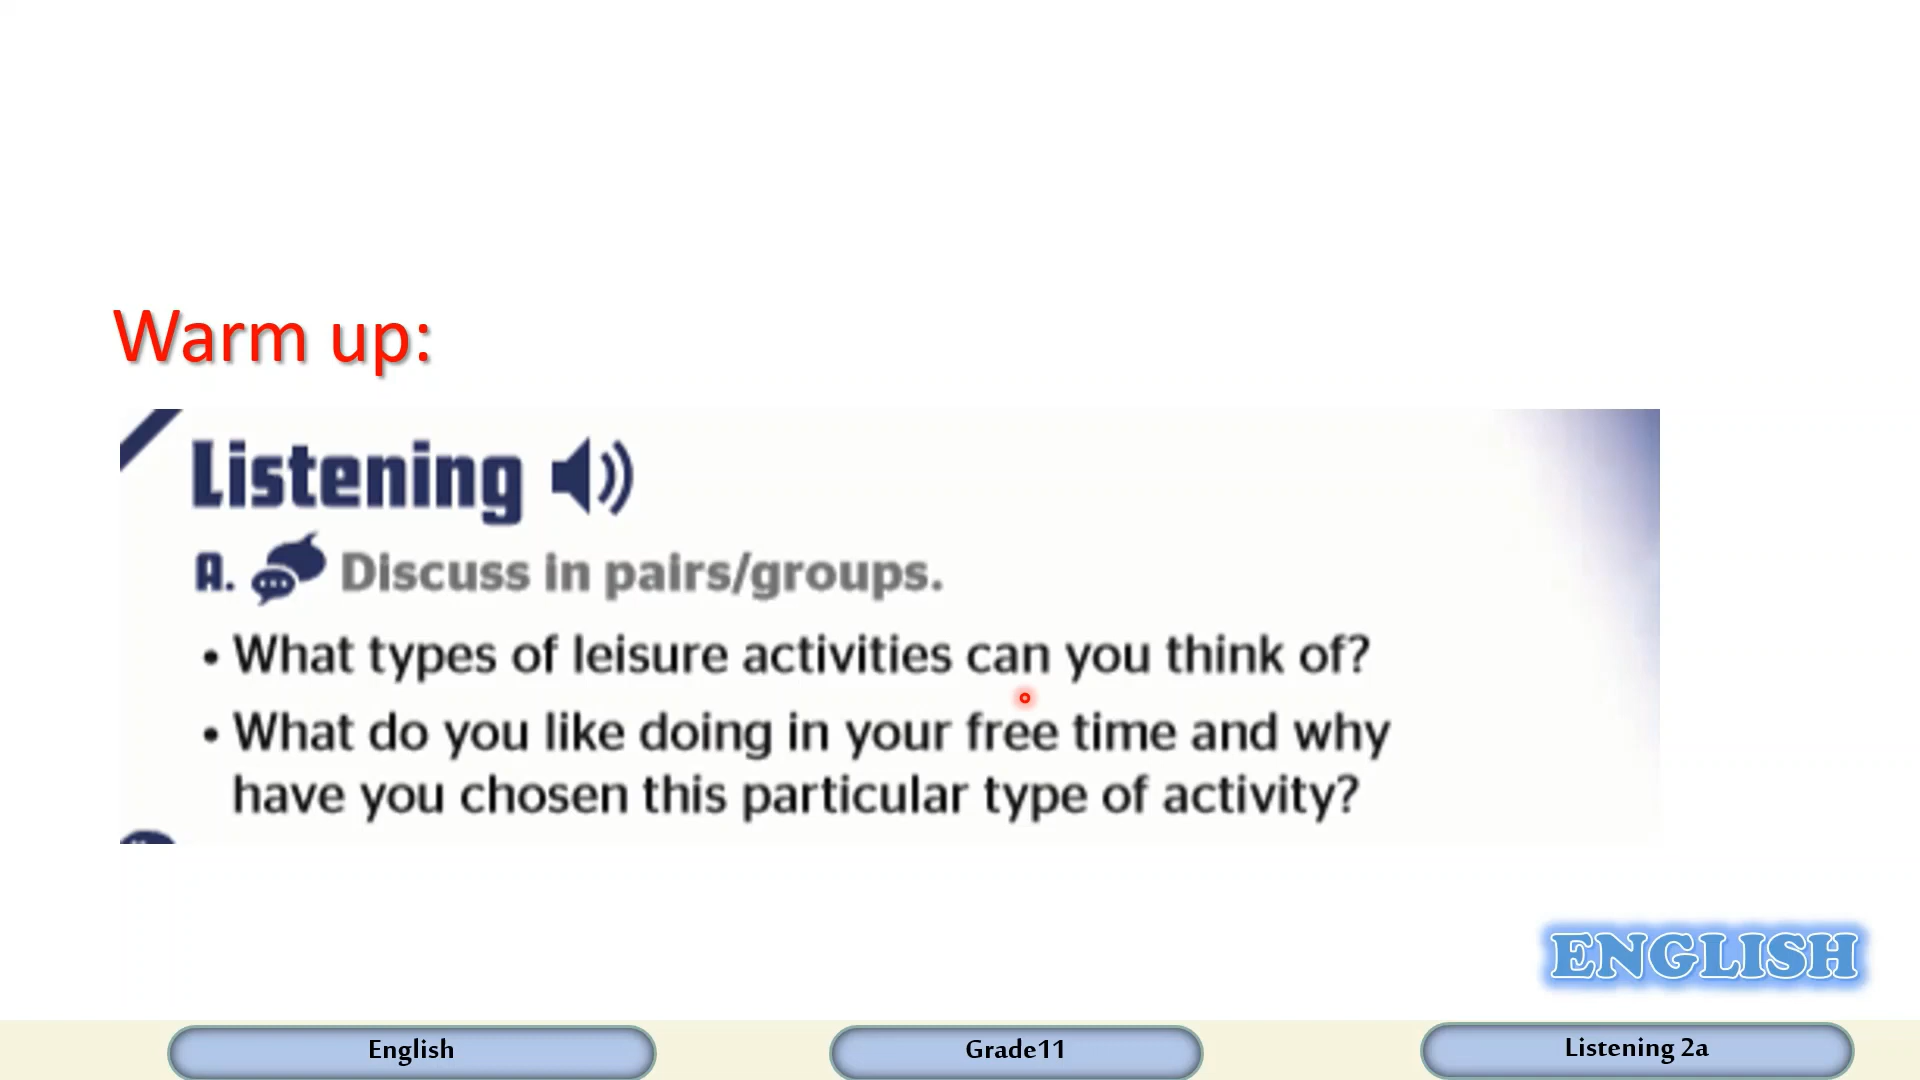 Warm up:
Listening
A. Discuss in pairs/groups.
• What types of leisure activities can you think of?
• What do you like doing in your free time and why
have you chosen this particular type of activity?
ENGLISH
English
Grade11
Listening 2a